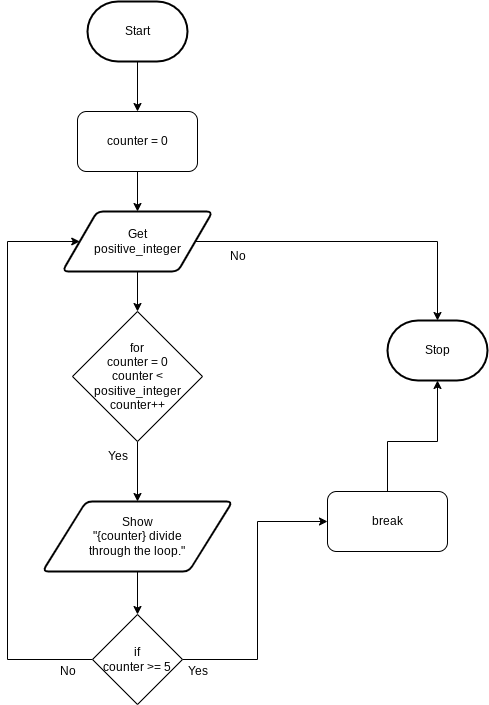 Start
counter = 0
Get
positive_integer
No
for
counter = 0
counter <
positive_integer
counter++
Stop
Yes
Show
"{counter} divide
through the loop."
break
if
counter >= 5
No
Yes